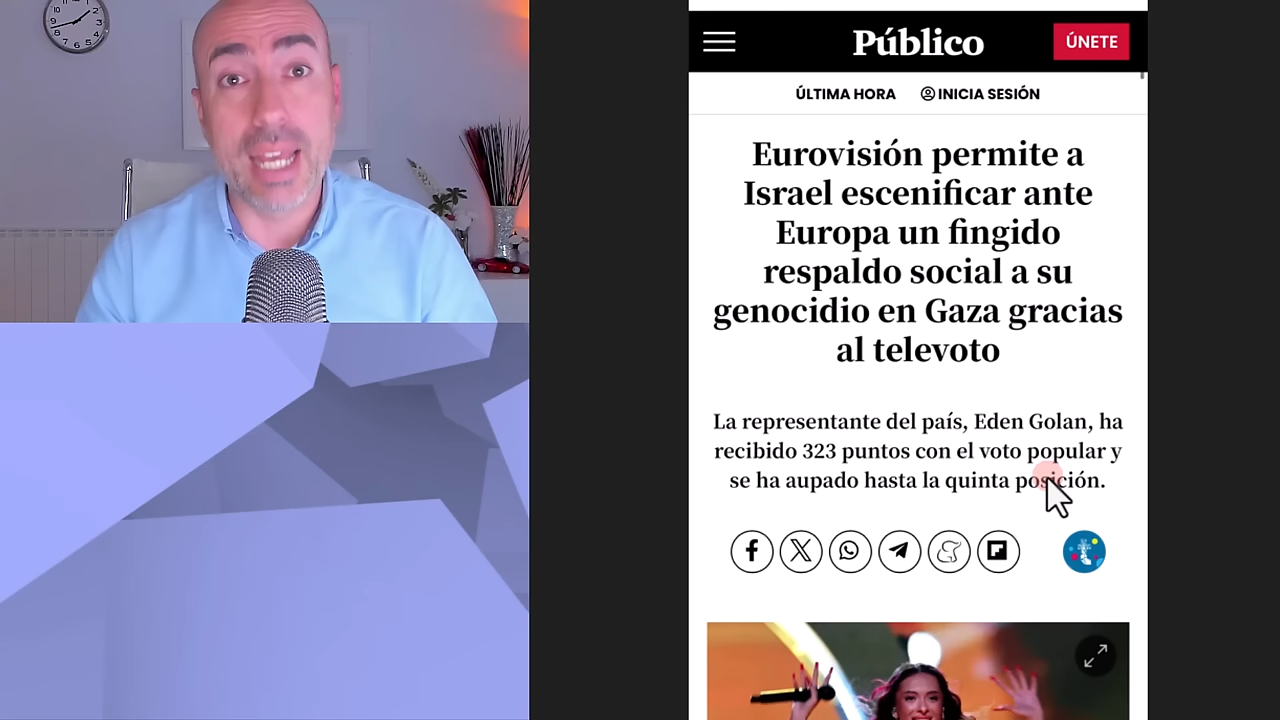 Público
ÚNETE
ÚLTIMA HORA
INICIA SESIÓN
Eurovisión permite a
Israel escenificar ante
Europa un fingido
respaldo social a su
genocidio en Gaza gracias
al televoto
La representante del país, Eden Golan, ha
recibido 323 puntos con el voto popular y
se ha aupado hasta la quinta posición.